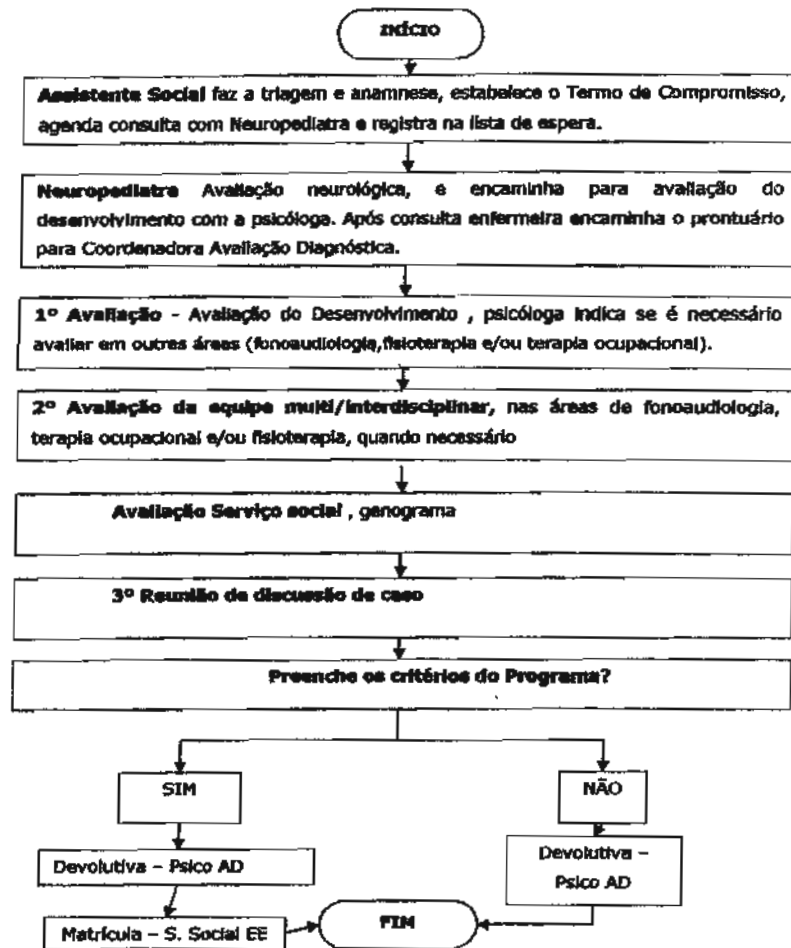 INÍCIO
Assistente Social faz a triagem e anamnese, estabelece o Termo de Compromisso,
agenda consulta com Neuropediatra e registra na lista de espera.
Neuropediatra Avaliação neurológica, e encaminha para avaliação do
desenvolvimento com a psicóloga. Após consulta enfermeira encaminha o prontuário
para Coordenadora Avaliação Diagnóstica.
1º Avaliação - Avaliação do Desenvolvimento , psicóloga indica se é necessário
avaliar em outras áreas (fonoaudiologia,fisioterapia e/ou terapia ocupacional).
2º Avaliação da equipe multi/interdisciplinar, nas áreas de fonoaudiologia,
terapia ocupacional e/ou fisioterapia, quando necessário
Avaliação Serviço social , genograma
3º Reunião de discussão de caso
Preenche os critérios do Programa?
SIM
NÃO
Devolutiva – Psico AD
Devolutiva –
Psico AD
Matrícula – S. Social EE
FIM